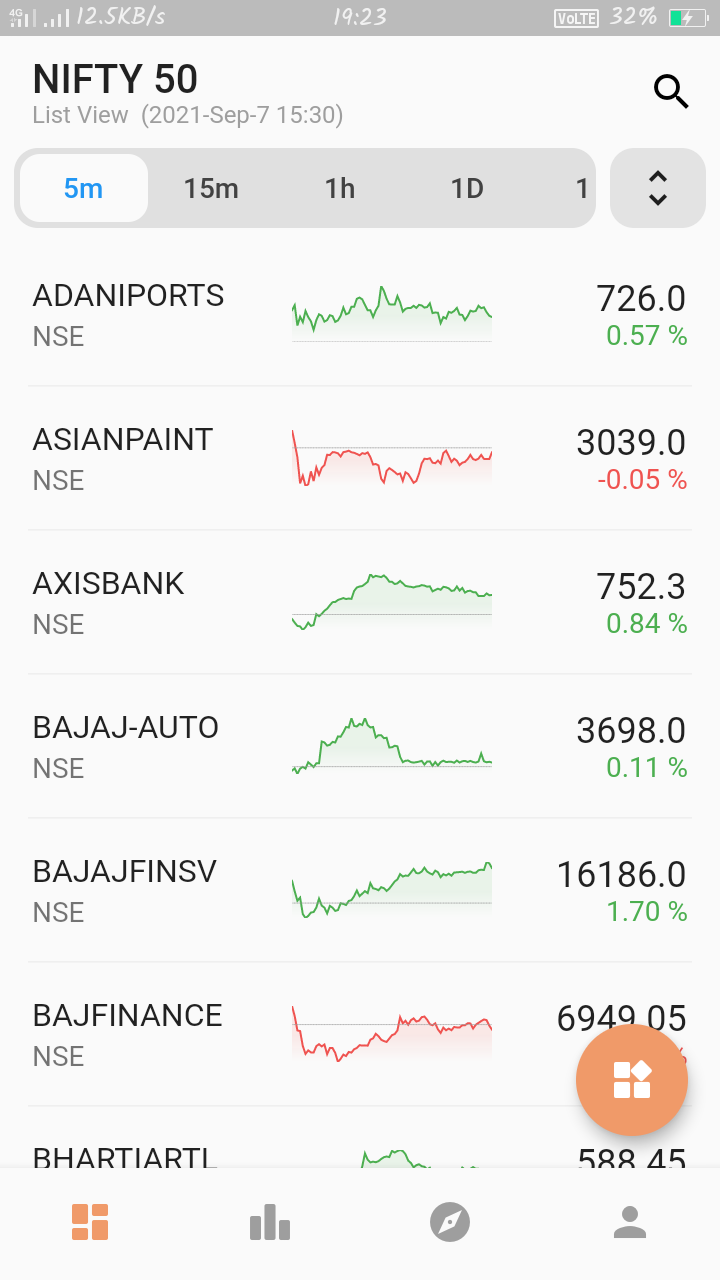 4G 12.5KB/s 19:23 VoLTE 32%
NIFTY 50
List View (2021-Sep-7 15:30)
5m 15m 1h 1D 1
ADANIPORTS 726.0
NSE 0.57 %
ASIANPAINT 3039.0
NSE -0.05 %
AXISBANK 752.3
NSE 0.84 %
BAJAJ-AUTO 3698.0
NSE 0.11 %
BAJAJFINSV 16186.0
NSE 1.70 %
BAJFINANCE 6949.05
NSE
BHARTIARTL 588.45